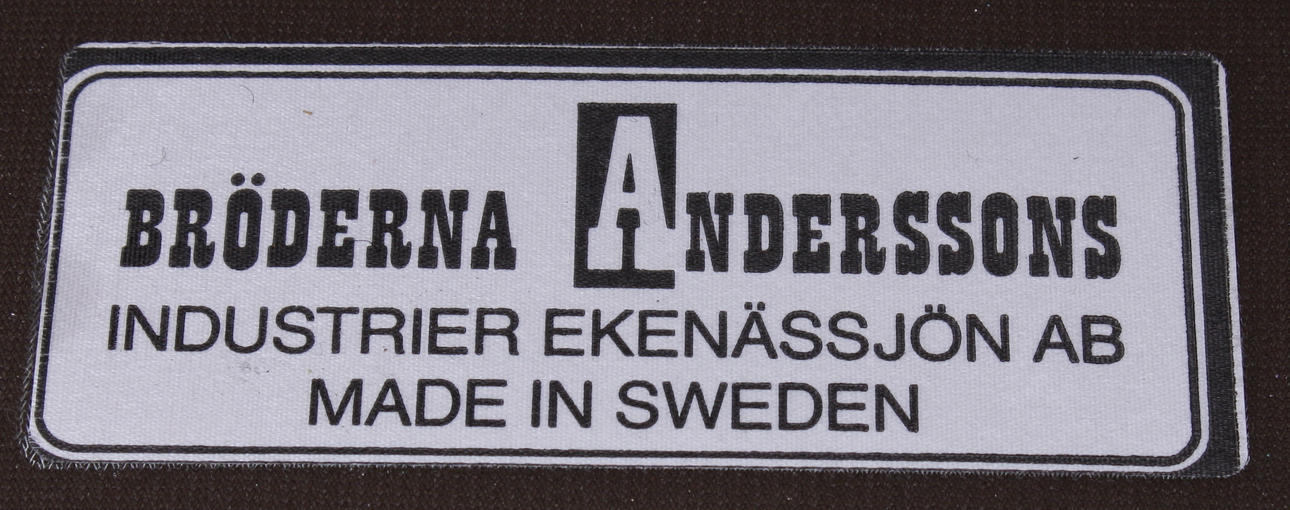 BRÖDERNA ANDERSSONS
INDUSTRIER EKENÄSSJÖN AB
MADE IN SWEDEN